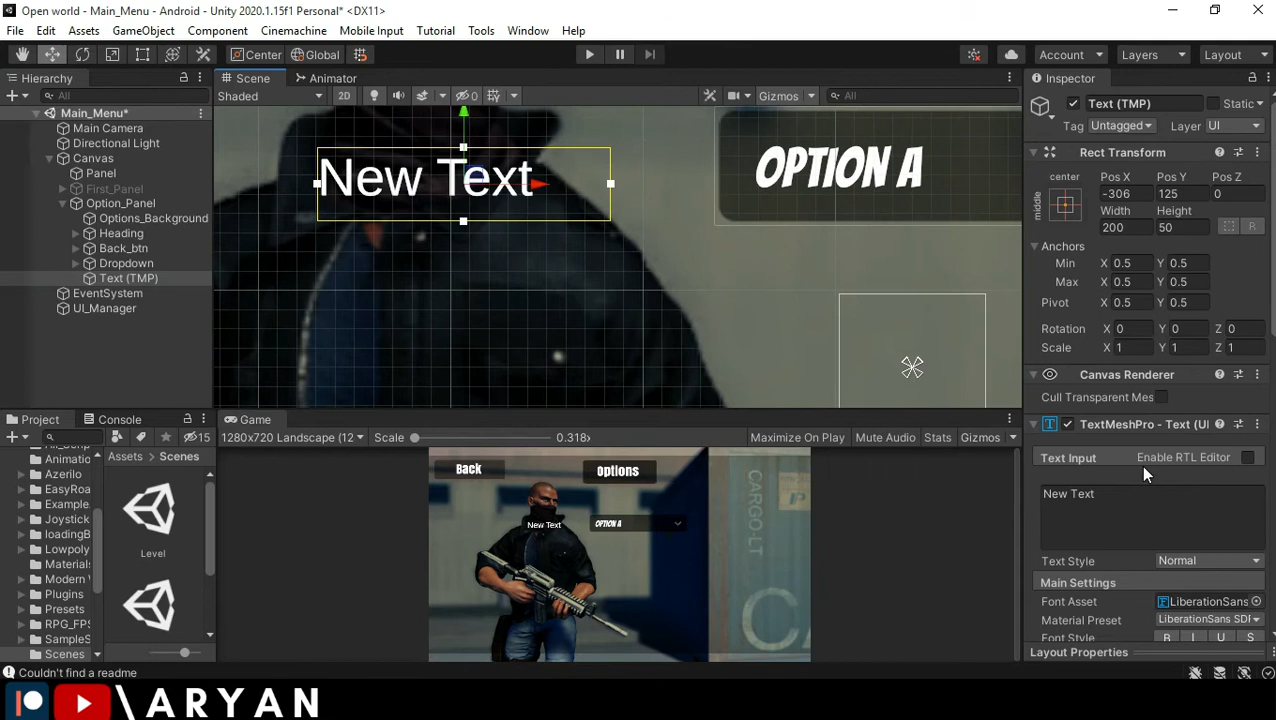 Open world - Main_Menu - Android - Unity 2020.1.15f1 Personal* <DX11>
File Edit Assets GameObject Component Cinemachine Mobile Input Tutorial Tools Window Help
Center Global Account Layers Layout
Hierarchy Scene Animator Inspector
All Shaded 2D 0 Gizmos All
Text (TMP) Static
Tag Untagged Layer UI
Main_Menu*
Main Camera
Directional Light
Canvas
Panel
First_Panel
Option_Panel
Options_Background
Heading
Back_btn
Dropdown
Text (TMP)
EventSystem
UI_Manager
New Text
OPTION A
Rect Transform
center Pos X Pos Y Pos Z
middle -306 125 0
Width Height
200 50 R
Anchors
Min X 0.5 Y 0.5
Max X 0.5 Y 0.5
Pivot X 0.5 Y 0.5
Rotation X 0 Y 0 Z 0
Scale X 1 Y 1 Z 1
Canvas Renderer
Cull Transparent Mes
TextMeshPro - Text (UI
Text Input Enable RTL Editor
New Text
Text Style Normal
Main Settings
Font Asset LiberationSans
Material Preset LiberationSans SDF
Font Style B I U S
Layout Properties
Project Console
15
Assets Scenes
Animatio
Azerilo
EasyRoa
Example
Joystick
loadingB
Lowpoly
Materials
Modern
Plugins
Presets
RPG_FPS
SampleS
Scenes
Level
Game
1280x720 Landscape (12 Scale 0.318x Maximize On Play Mute Audio Stats Gizmos
Back options
New Text OPTION A
CARGO-LT
P
CA
Couldn't find a readme
\ARYAN